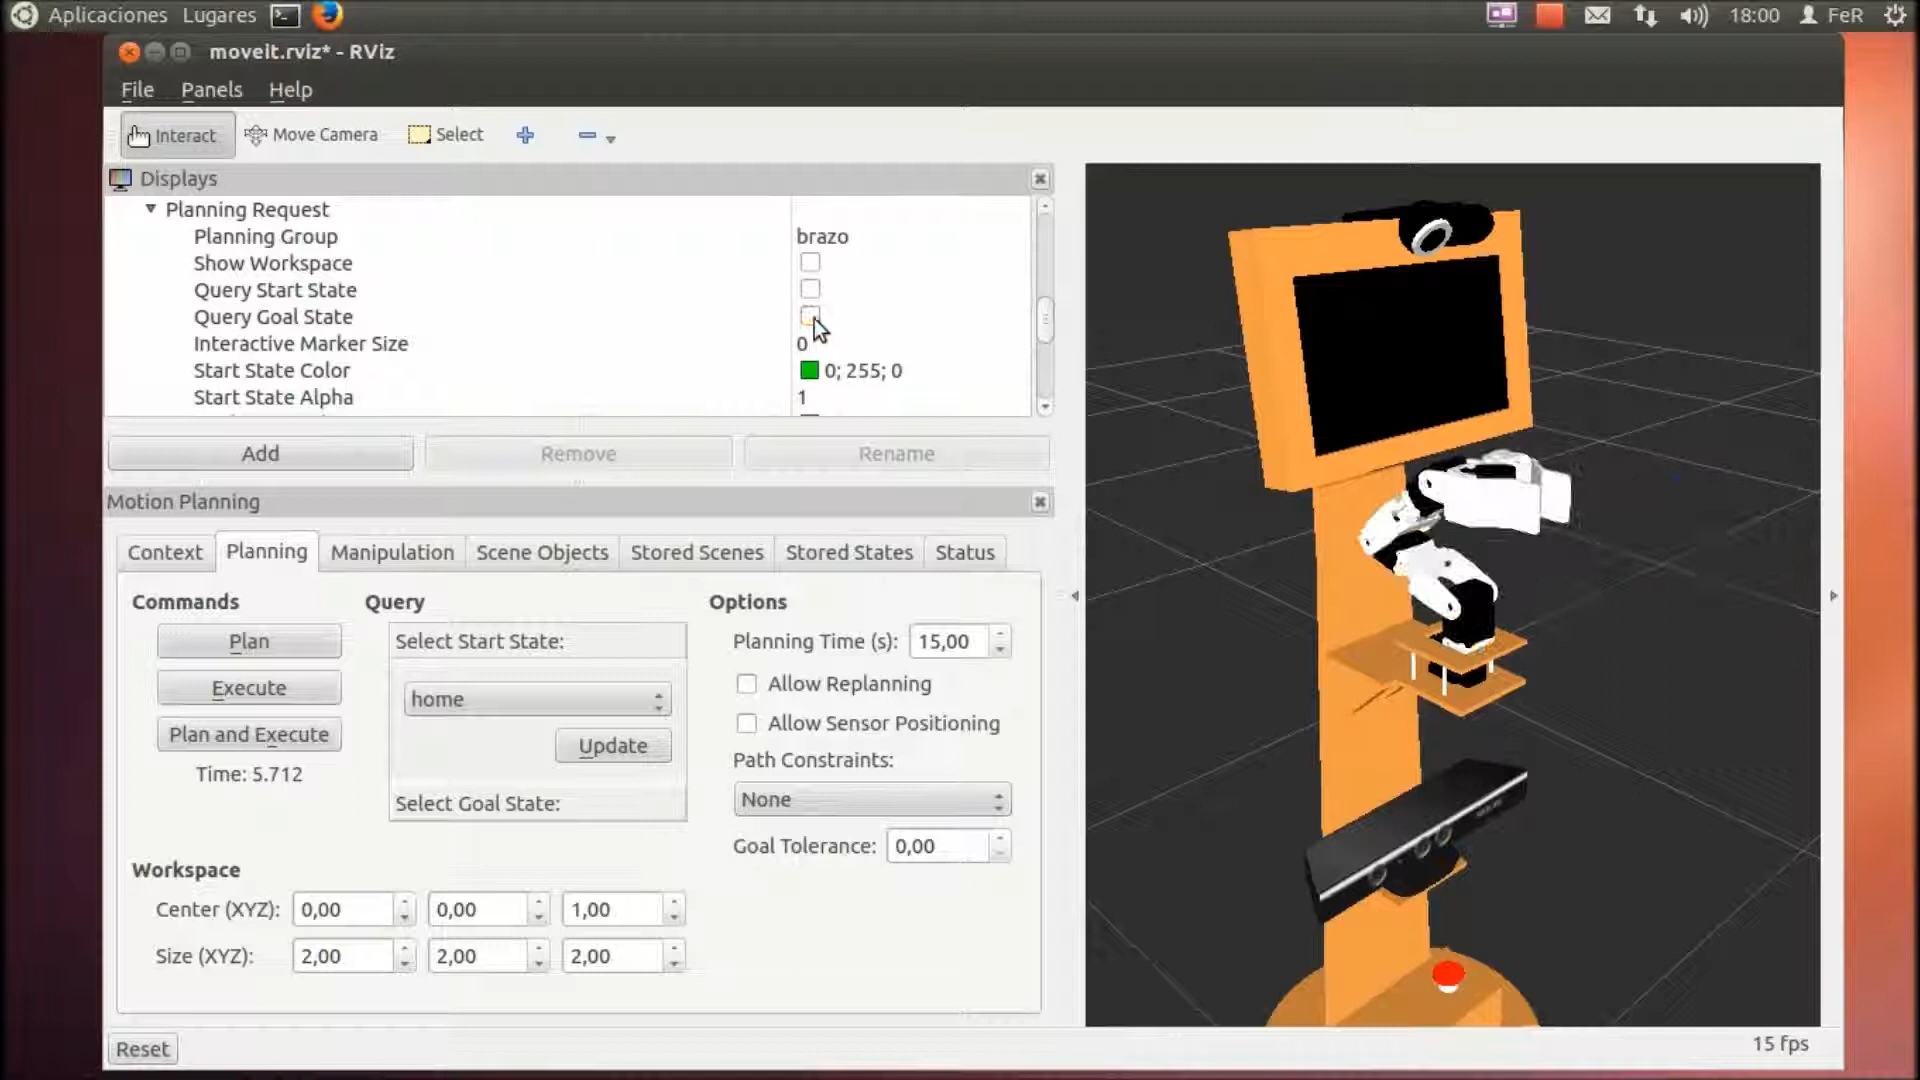 Aplicaciones Lugares 18:00 FeR
moveit.rviz* - RViz
File Panels Help
Interact Move Camera Select
Displays
Planning Request
Planning Group brazo
Show Workspace
Query Start State
Query Goal State
Interactive Marker Size 0
Start State Color 0; 255; 0
Start State Alpha 1
Add Remove Rename
Motion Planning
Context Planning Manipulation Scene Objects Stored Scenes Stored States Status
Commands Query Options
Plan Select Start State: Planning Time (s): 15,00
Execute home Allow Replanning
Plan and Execute Update Allow Sensor Positioning
Time: 5.712 Path Constraints:
Select Goal State: None
Goal Tolerance: 0,00
Workspace
Center (XYZ): 0,00 0,00 1,00
Size (XYZ): 2,00 2,00 2,00
Reset 15 fps